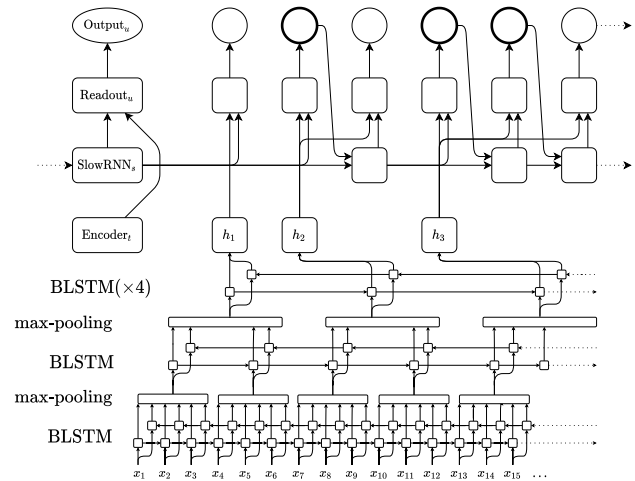 Output_u
Readout_u
SlowRNN_s
Encoder_t
h_1 h_2 h_3
BLSTM(×4)
max-pooling
BLSTM
max-pooling
BLSTM
x_1 x_2 x_3 x_4 x_5 x_6 x_7 x_8 x_9 x_10 x_11 x_12 x_13 x_14 x_15 ...